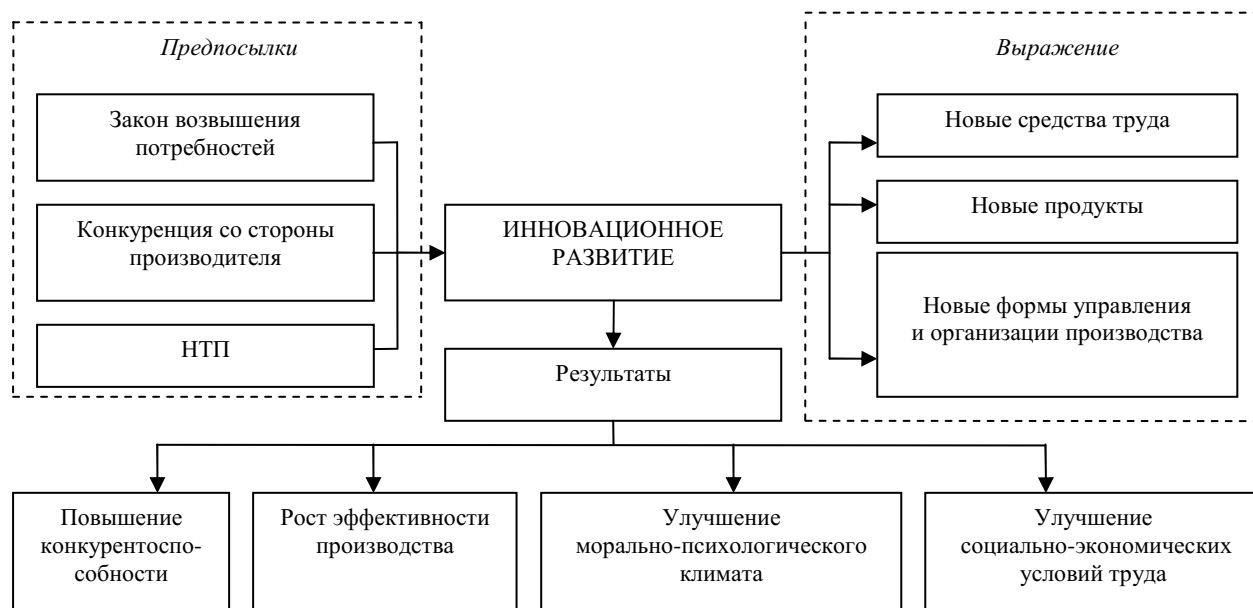 Предпосылки
Закон возвышения
потребностей
Конкуренция со стороны
производителя
НТП
ИННОВАЦИОННОЕ
РАЗВИТИЕ
Результаты
Выражение
Новые средства труда
Новые продукты
Новые формы управления
и организации производства
Повышение
конкурентоспо-
собности
Рост эффективности
производства
Улучшение
морально-психологического
климата
Улучшение
социально-экономических
условий труда